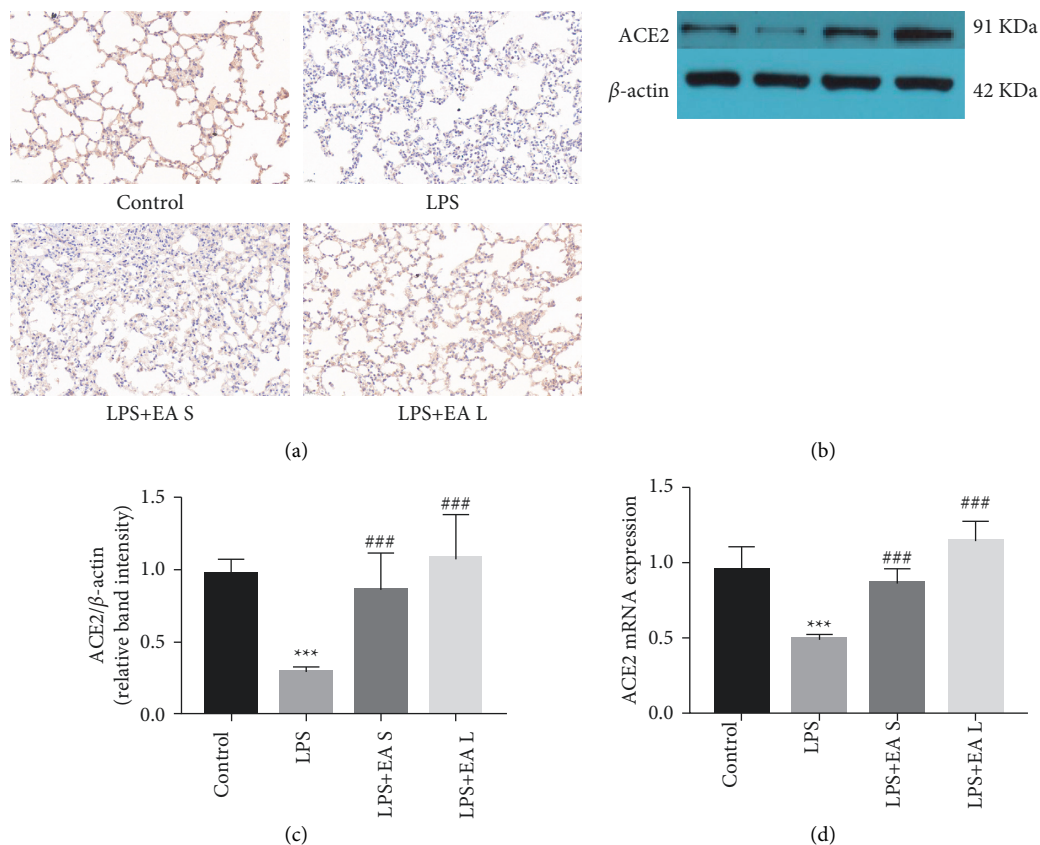 Control
LPS
LPS+EA S
LPS+EA L
(a)
ACE2
91 KDa
β-actin
42 KDa
(b)
ACE2/β-actin
(relative band intensity)
1.5
1.0
0.5
0.0
***
###
###
Control
LPS
LPS+EA S
LPS+EA L
(c)
ACE2 mRNA expression
1.5
1.0
0.5
0.0
***
###
###
Control
LPS
LPS+EA S
LPS+EA L
(d)